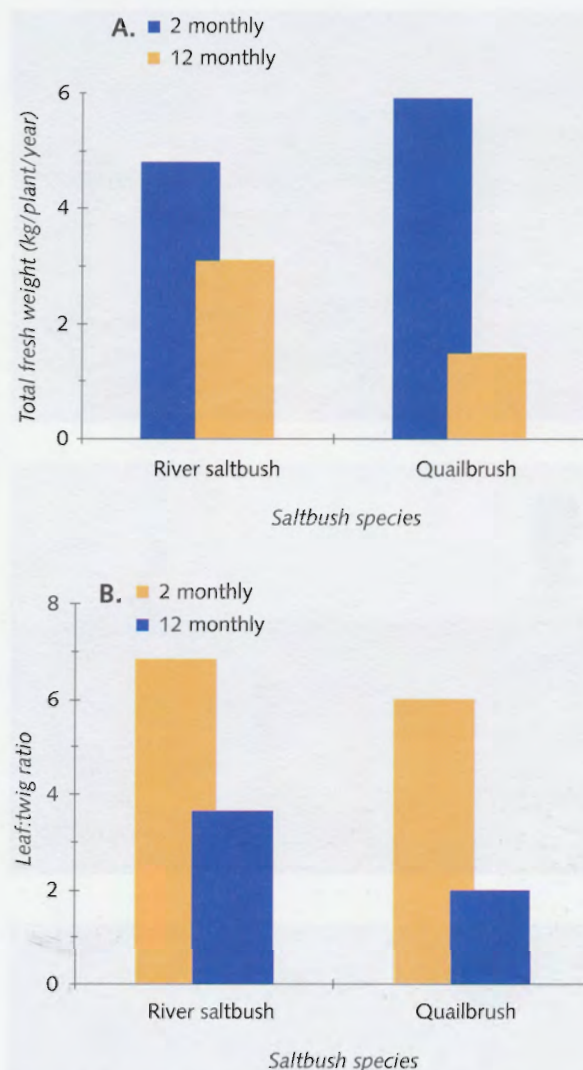 A. 2 monthly
12 monthly
Total fresh weight (kg/plant/year)
6
4
2
0
River saltbush Quailbrush
Saltbush species
B. 2 monthly
12 monthly
Leaf:twig ratio
8
6
4
2
0
River saltbush Quailbrush
Saltbush species